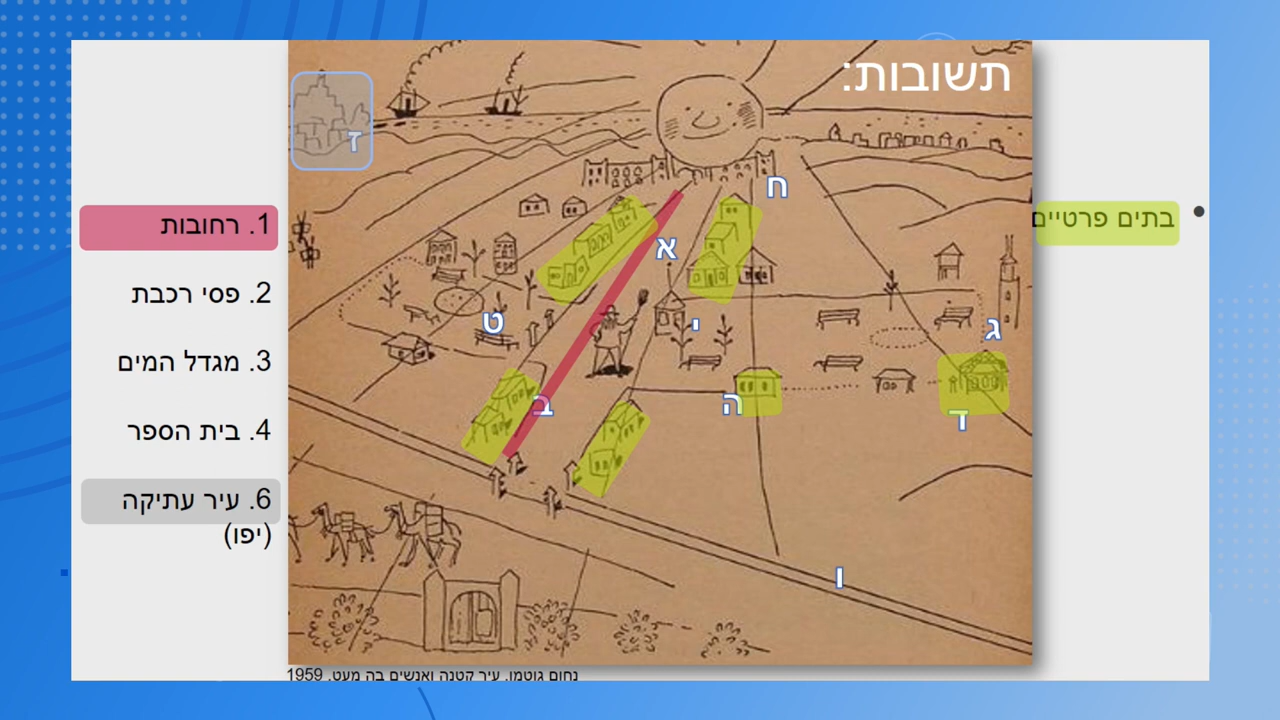 תשובות:
1. רחובות
2. פסי רכבת
3. מגדל המים
4. בית הספר
6. עיר עתיקה
(יפו)
• בתים פרטיים
ז
ח
א
ט
י
ג
ב
ה
ד
ו
נחום גוטמן, עיר קטנה ואנשים בה מעט, 1959